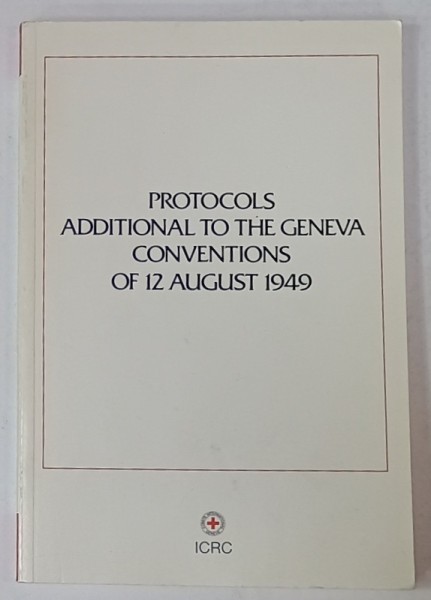 PROTOCOLS
ADDITIONAL TO THE GENEVA
CONVENTIONS
OF 12 AUGUST 1949
ICRC